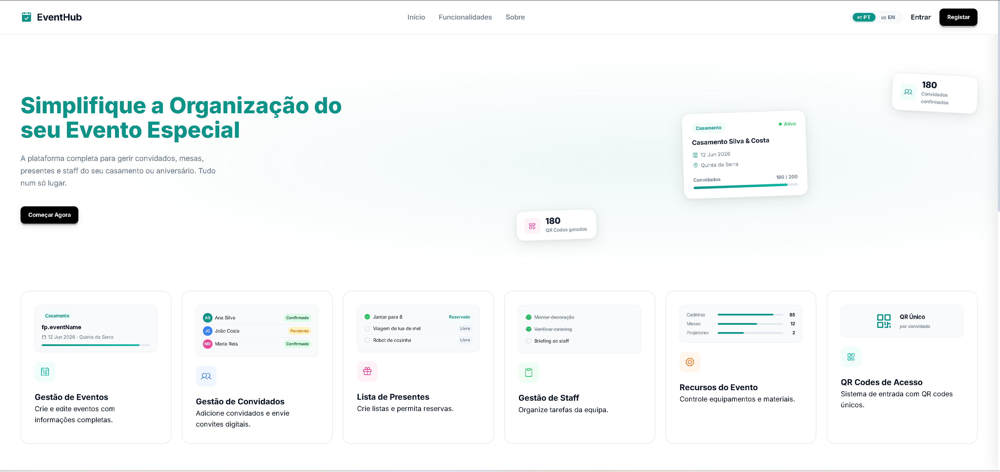 EventHub
Início
Funcionalidades
Sobre
PT PT
US EN
Entrar
Registar
Simplifique a Organização do
seu Evento Especial
A plataforma completa para gerir convidados, mesas,
presentes e staff do seu casamento ou aniversário. Tudo
num só lugar.
Começar Agora
180
Convidados
confirmados
Casamento
Ativo
Casamento Silva & Costa
12 Jun 2026
Quinta da Serra
Convidados
180 / 200
180
QR Codes gerados
Casamento
fp.eventName
12 Jun 2026 · Quinta da Serra
12
Gestão de Eventos
Crie e edite eventos com
informações completas.
AS Ana Silva Confirmado
JC João Costa Pendente
MR Maria Reis Confirmado
Gestão de Convidados
Adicione convidados e envie
convites digitais.
Jantar para 8 Reservado
Viagem de lua de mel Livre
Robot de cozinha Livre
Lista de Presentes
Crie listas e permita reservas.
Montar decoração
Verificar catering
Briefing ao staff
Gestão de Staff
Organize tarefas da equipa.
Cadeiras 85
Mesas 12
Projetores 2
Recursos do Evento
Controle equipamentos e materiais.
QR Único
por convidado
QR Codes de Acesso
Sistema de entrada com QR codes
únicos.